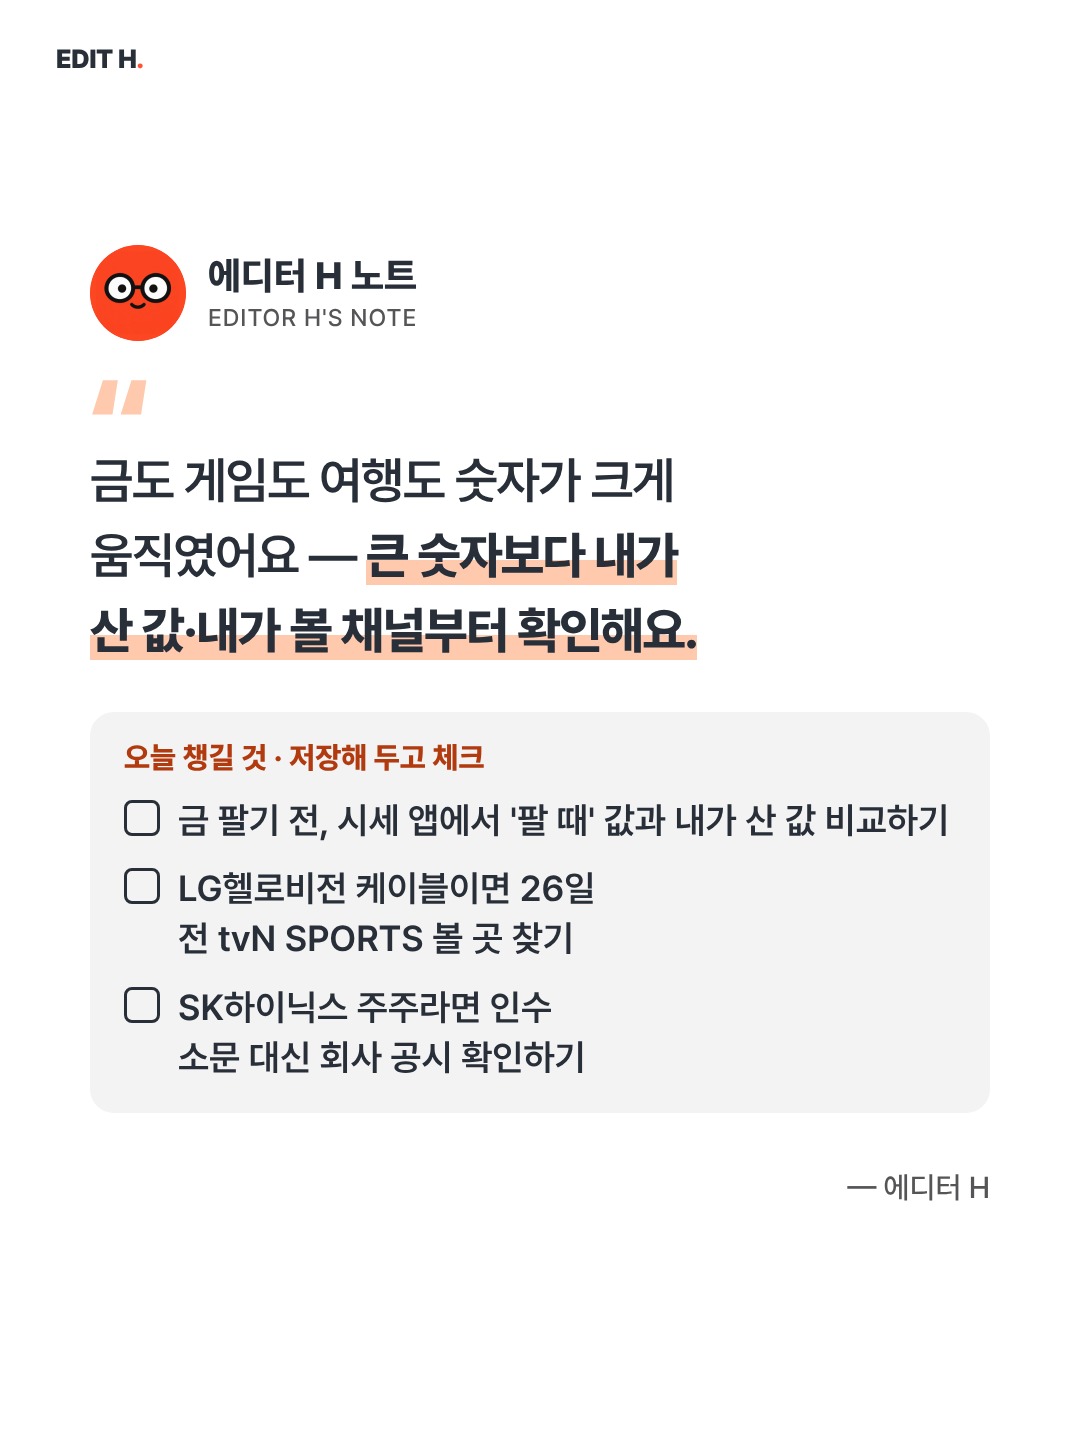 EDIT H.
에디터 H 노트
EDITOR H'S NOTE
“
금도 게임도 여행도 숫자가 크게
움직였어요 — 큰 숫자보다 내가
산 값·내가 볼 채널부터 확인해요.
오늘 챙길 것 · 저장해 두고 체크
금 팔기 전, 시세 앱에서 '팔 때' 값과 내가 산 값 비교하기
LG헬로비전 케이블이면 26일
전 tvN SPORTS 볼 곳 찾기
SK하이닉스 주주라면 인수
소문 대신 회사 공시 확인하기
— 에디터 H